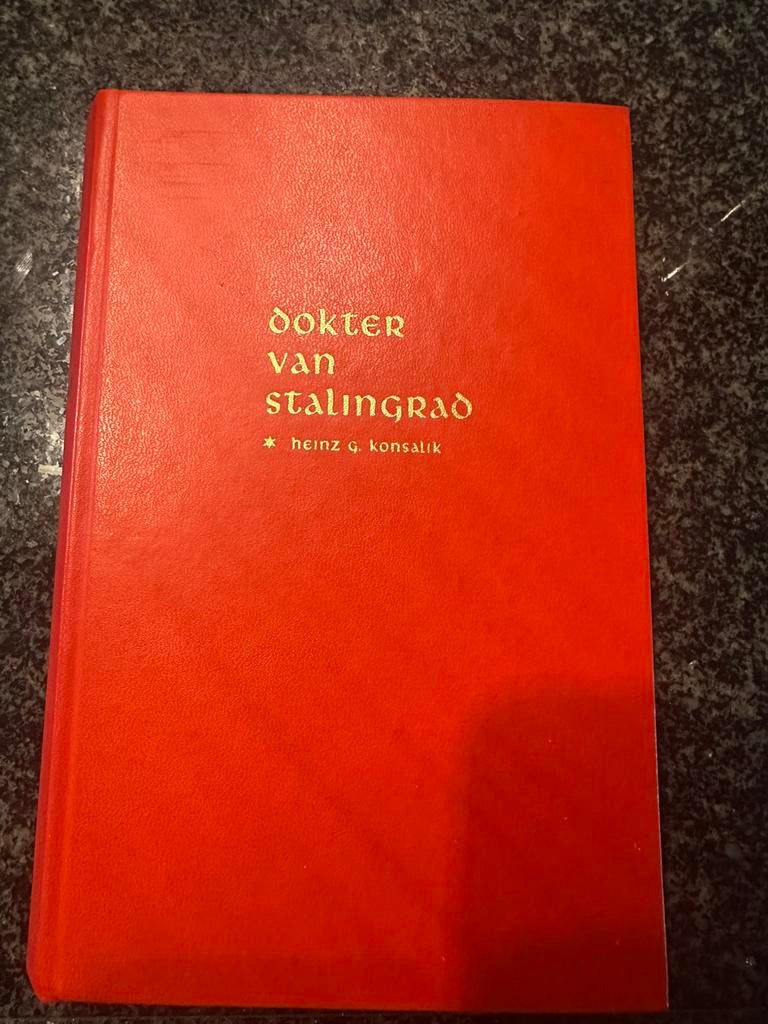 dokter
van
stalingrad
* heinz g. konsalik